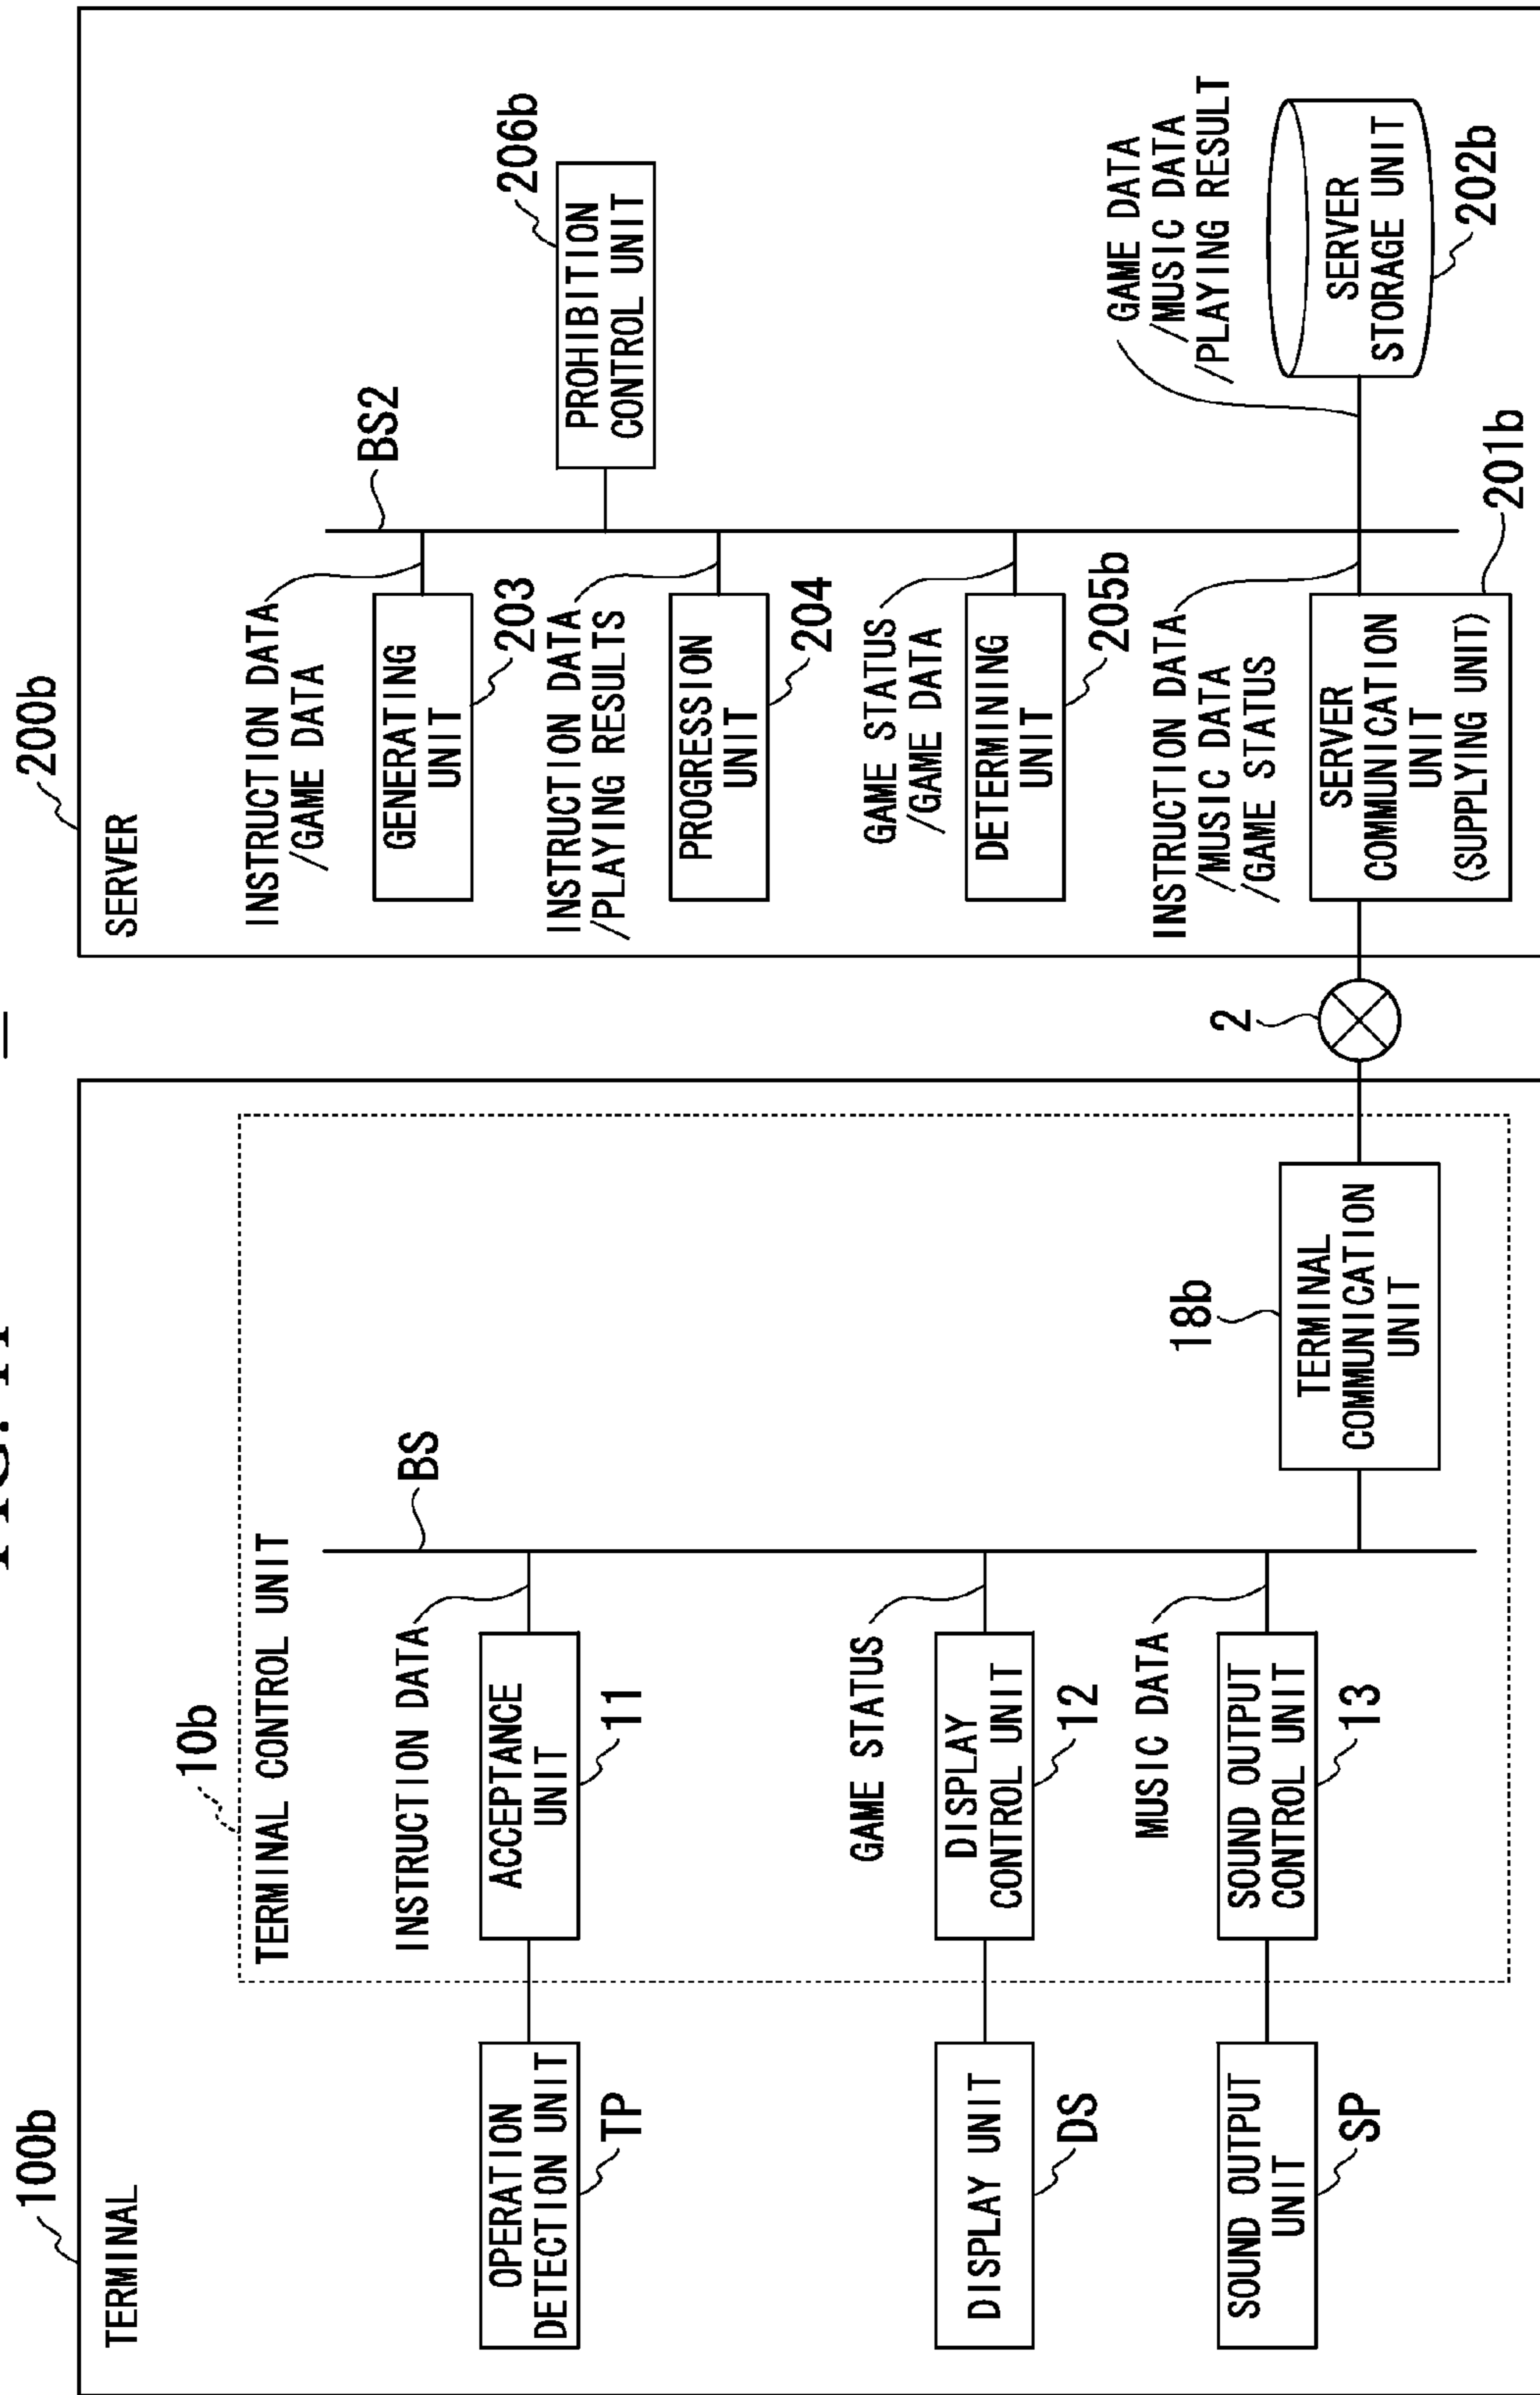 100b
TERMINAL
10b
TERMINAL CONTROL UNIT
OPERATION
DETECTION UNIT
TP
INSTRUCTION DATA
ACCEPTANCE
UNIT
11
BS
DISPLAY UNIT
DS
GAME STATUS
DISPLAY
CONTROL UNIT
12
SOUND OUTPUT
UNIT
SP
MUSIC DATA
SOUND OUTPUT
CONTROL UNIT
13
18b
TERMINAL
COMMUNICATION
UNIT
2
200b
SERVER
INSTRUCTION DATA
/GAME DATA
GENERATING
UNIT
203
BS2
INSTRUCTION DATA
/PLAYING RESULTS
PROGRESSION
UNIT
204
206b
PROHIBITION
CONTROL UNIT
GAME STATUS
/GAME DATA
DETERMINING
UNIT
205b
INSTRUCTION DATA
/MUSIC DATA
/GAME STATUS
SERVER
COMMUNICATION
UNIT
(SUPPLYING UNIT)
201b
GAME DATA
/MUSIC DATA
/PLAYING RESULT
SERVER
STORAGE UNIT
202b